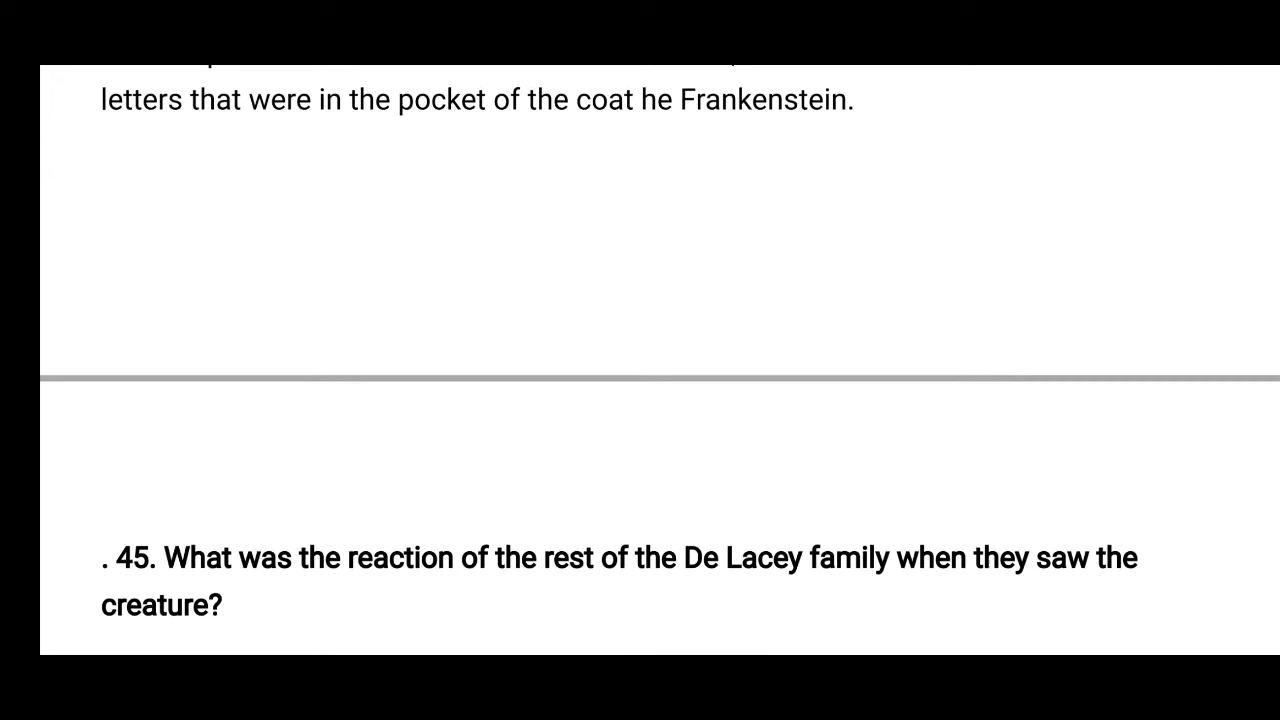 letters that were in the pocket of the coat he Frankenstein.
. 45. What was the reaction of the rest of the De Lacey family when they saw the
creature?